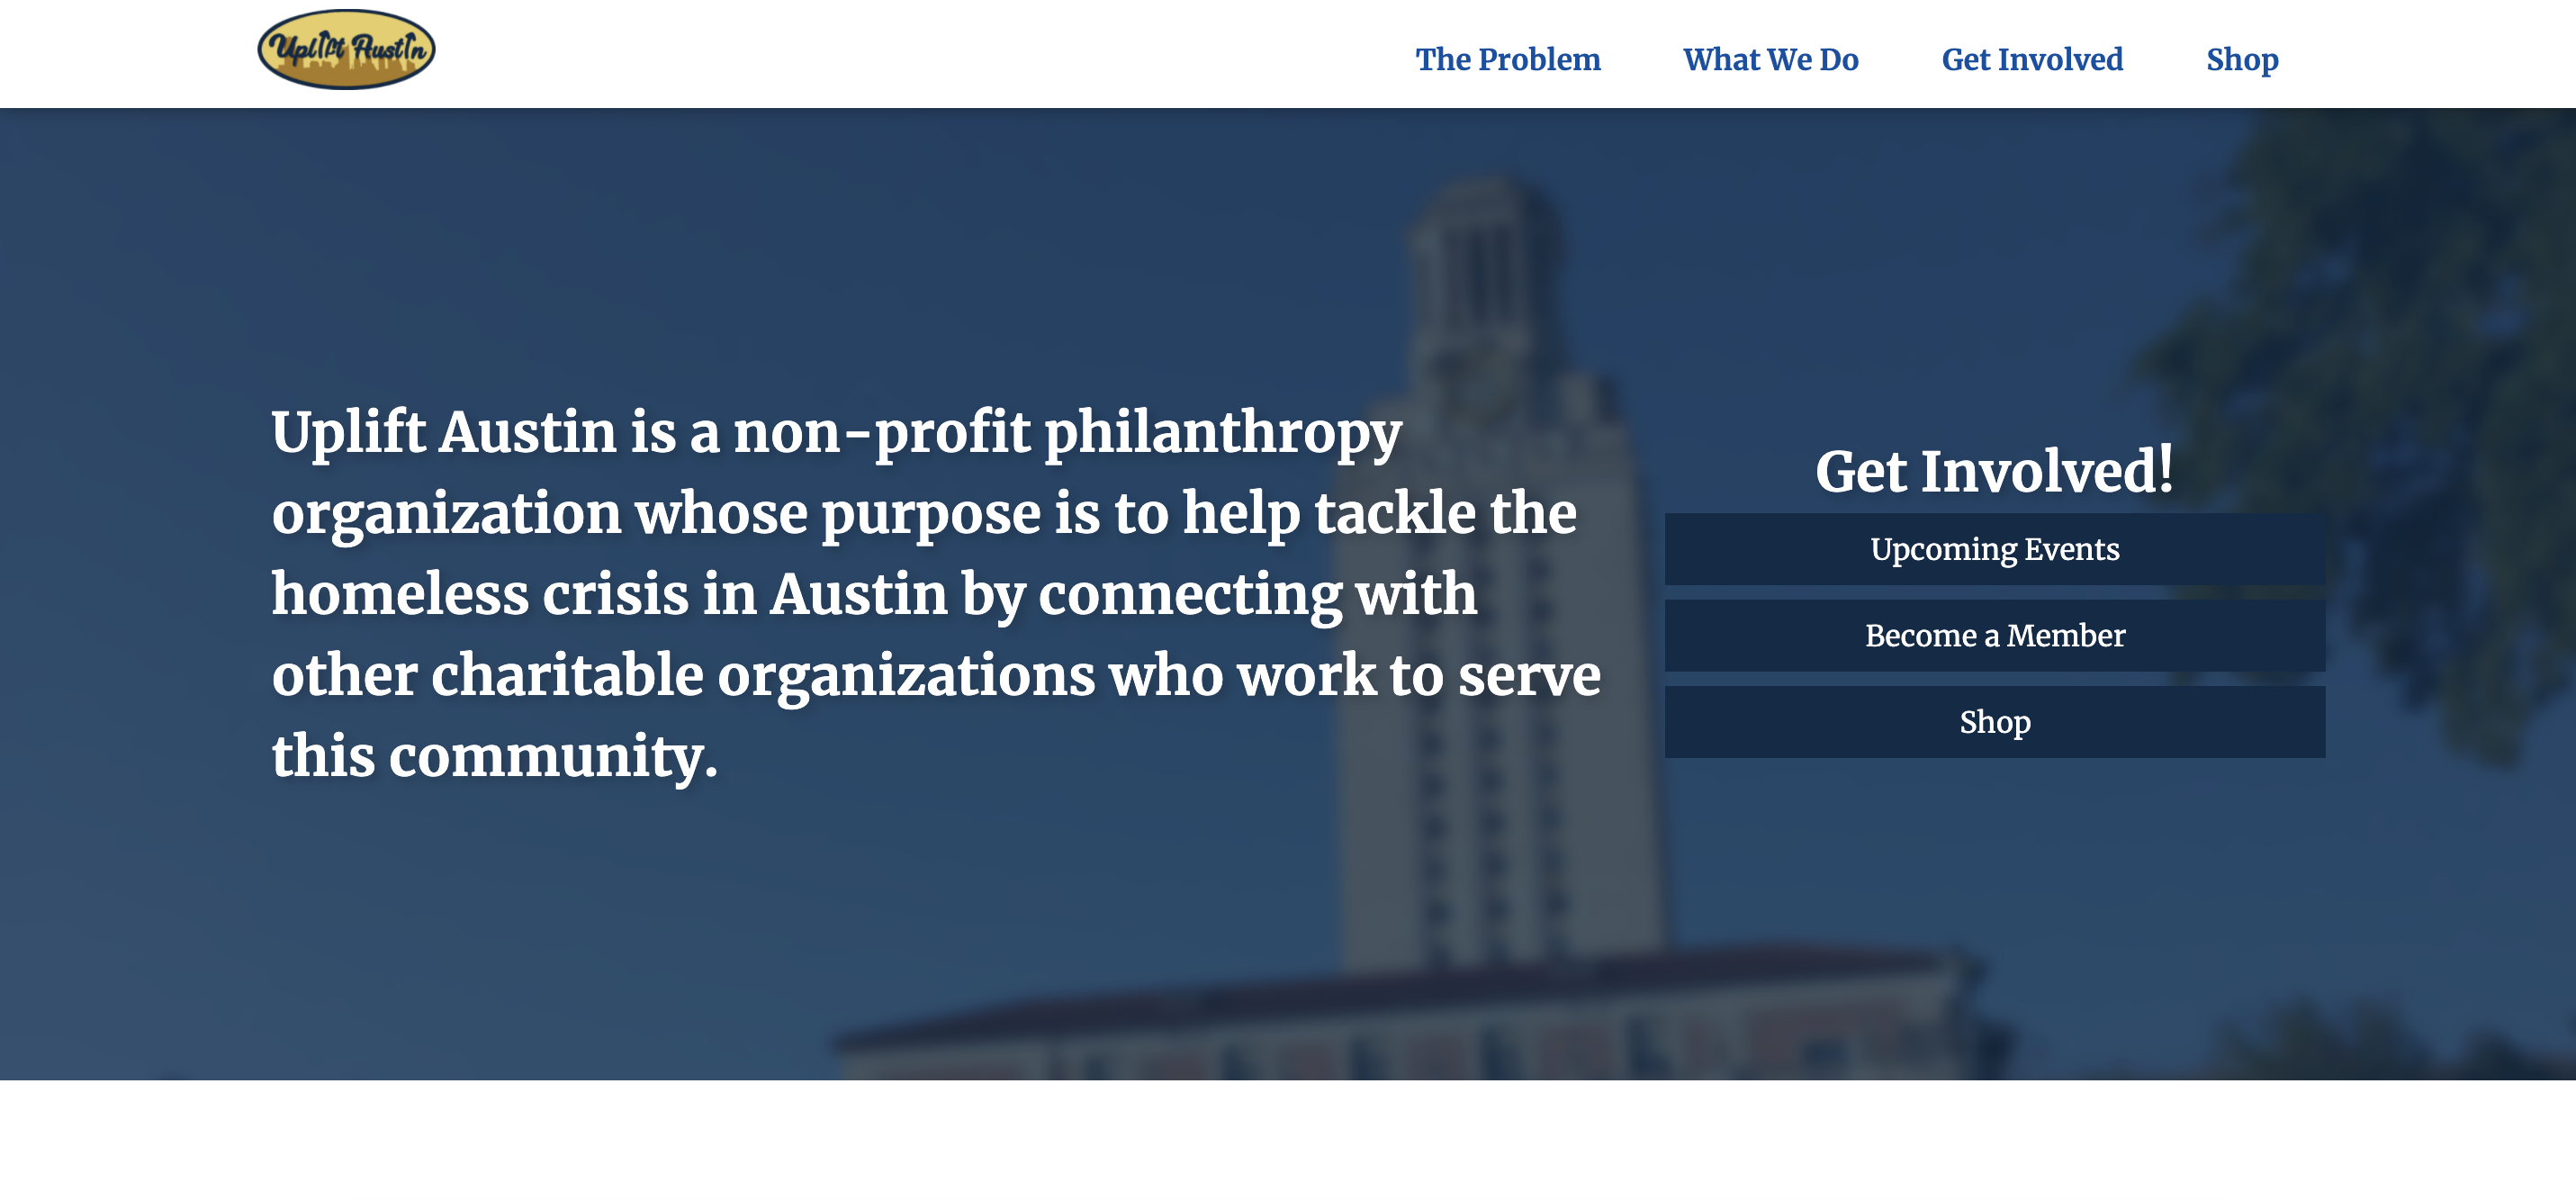 Uplift Austin
The Problem
What We Do
Get Involved
Shop
Uplift Austin is a non-profit philanthropy
organization whose purpose is to help tackle the
homeless crisis in Austin by connecting with
other charitable organizations who work to serve
this community.
Get Involved!
Upcoming Events
Become a Member
Shop